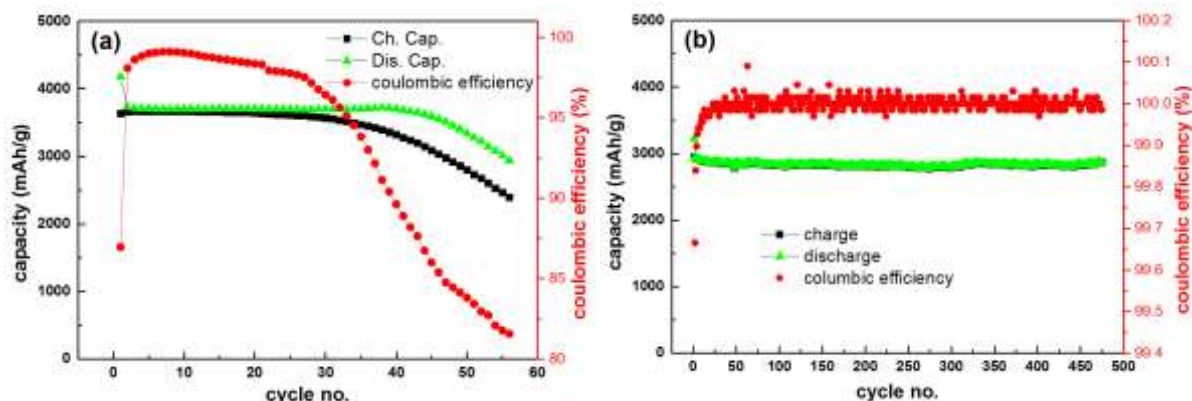 (a)
Ch. Cap.
Dis. Cap.
coulombic efficiency
5000
4000
3000
2000
1000
0
capacity (mAh/g)
100
95
90
85
80
coulombic efficiency (%)
0 10 20 30 40 50 60
cycle no.
(b)
charge
discharge
columbic efficiency
5000
4000
3000
2000
1000
0
capacity (mAh/g)
100.2
100.1
100.0
99.9
99.8
99.7
99.6
99.5
99.4
coulombic efficiency (%)
0 50 100 150 200 250 300 350 400 450 500
cycle no.